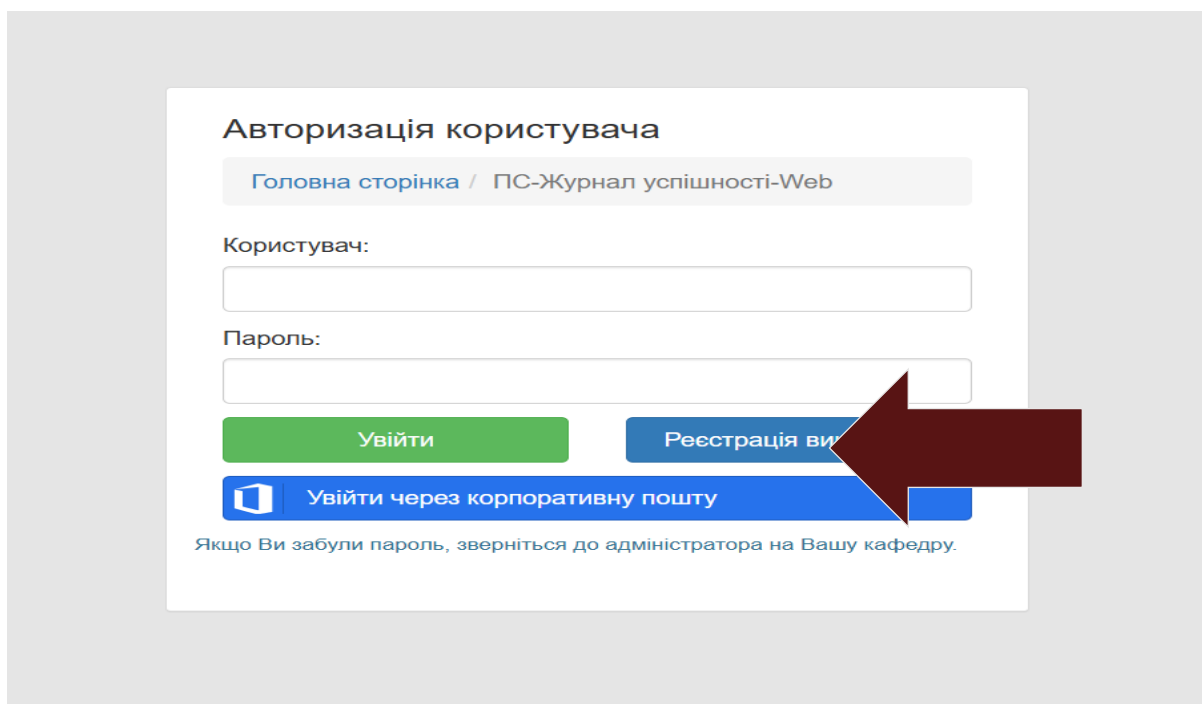 Авторизація користувача
Головна сторінка / ПС-Журнал успішності-Web
Користувач:
Пароль:
Увійти
Реєстрація
Увійти через корпоративну пошту
Якщо Ви забули пароль, зверніться до адміністратора на Вашу кафедру.